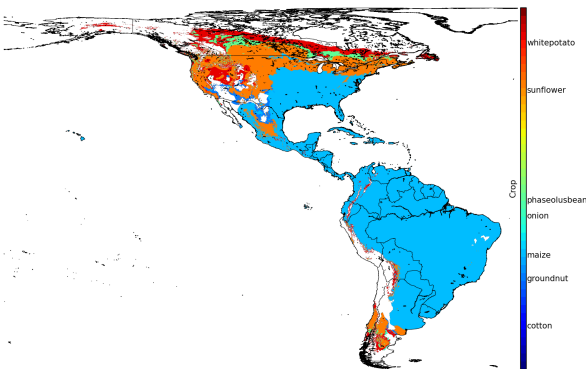 whitepotato
sunflower
phaseolusbean
onion
maize
groundnut
cotton
Crop